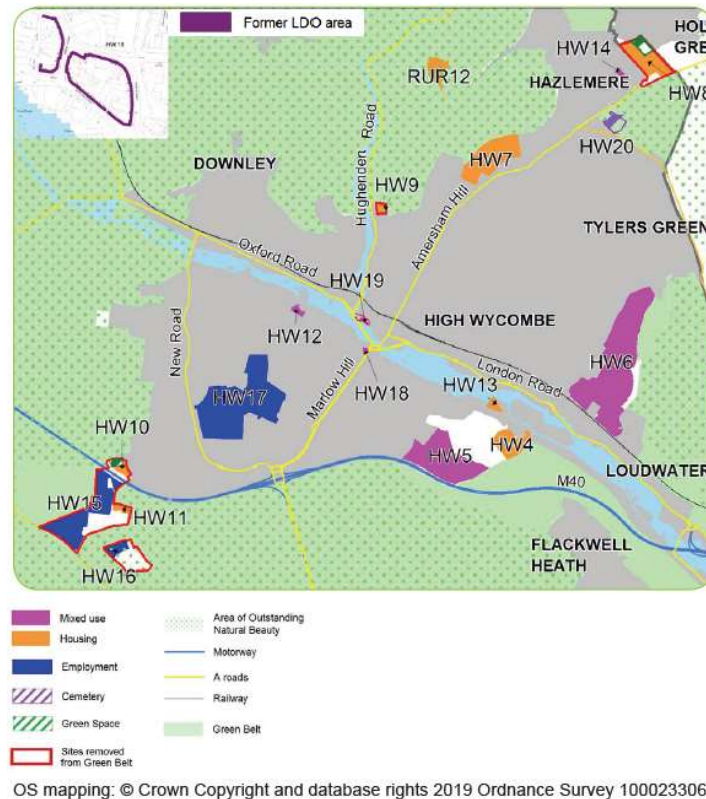 HW 18
Former LDO area
HOL
GRE
HW14
HAZLEMERE
RUR12
HW8
HW20
Hughenden Road
HW7
DOWNLEY
HW9
Amersham Hill
TYLERS GREEN
Oxford Road
HW19
HIGH WYCOMBE
HW12
New Road
London Road
HW6
HW18
Marlow Hill
HW17
HW13
HW4
HW5
HW10
LOUDWATER
M40
HW15
HW11
FLACKWELL
HEATH
HW16
Mixed use
Housing
Employment
Cemetery
Green Space
Sites removed
from Green Belt
Area of Outstanding
Natural Beauty
Motorway
A roads
Railway
Green Belt
OS mapping: © Crown Copyright and database rights 2019 Ordnance Survey 100023306